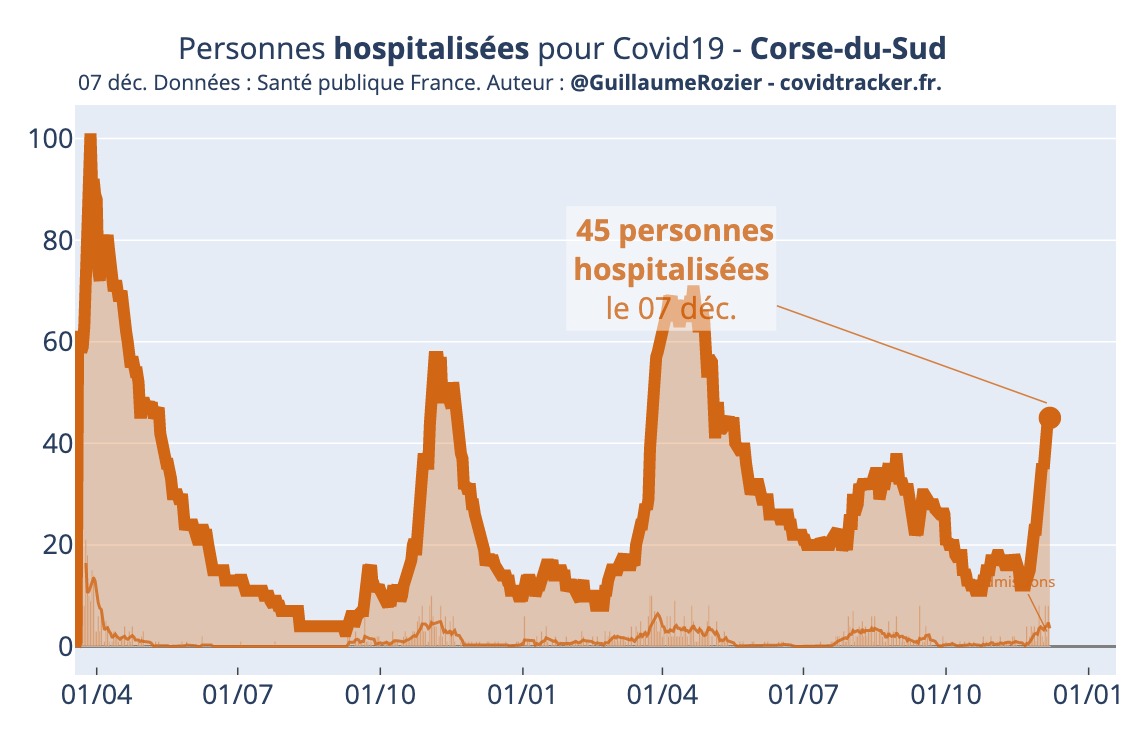 Personnes hospitalisées pour Covid19 - Corse-du-Sud
07 déc. Données : Santé publique France. Auteur : @GuillaumeRozier - covidtracker.fr.
100
80
60
40
20
0
45 personnes
hospitalisées
le 07 déc.
01/04 01/07 01/10 01/01 01/04 01/07 01/10 01/01